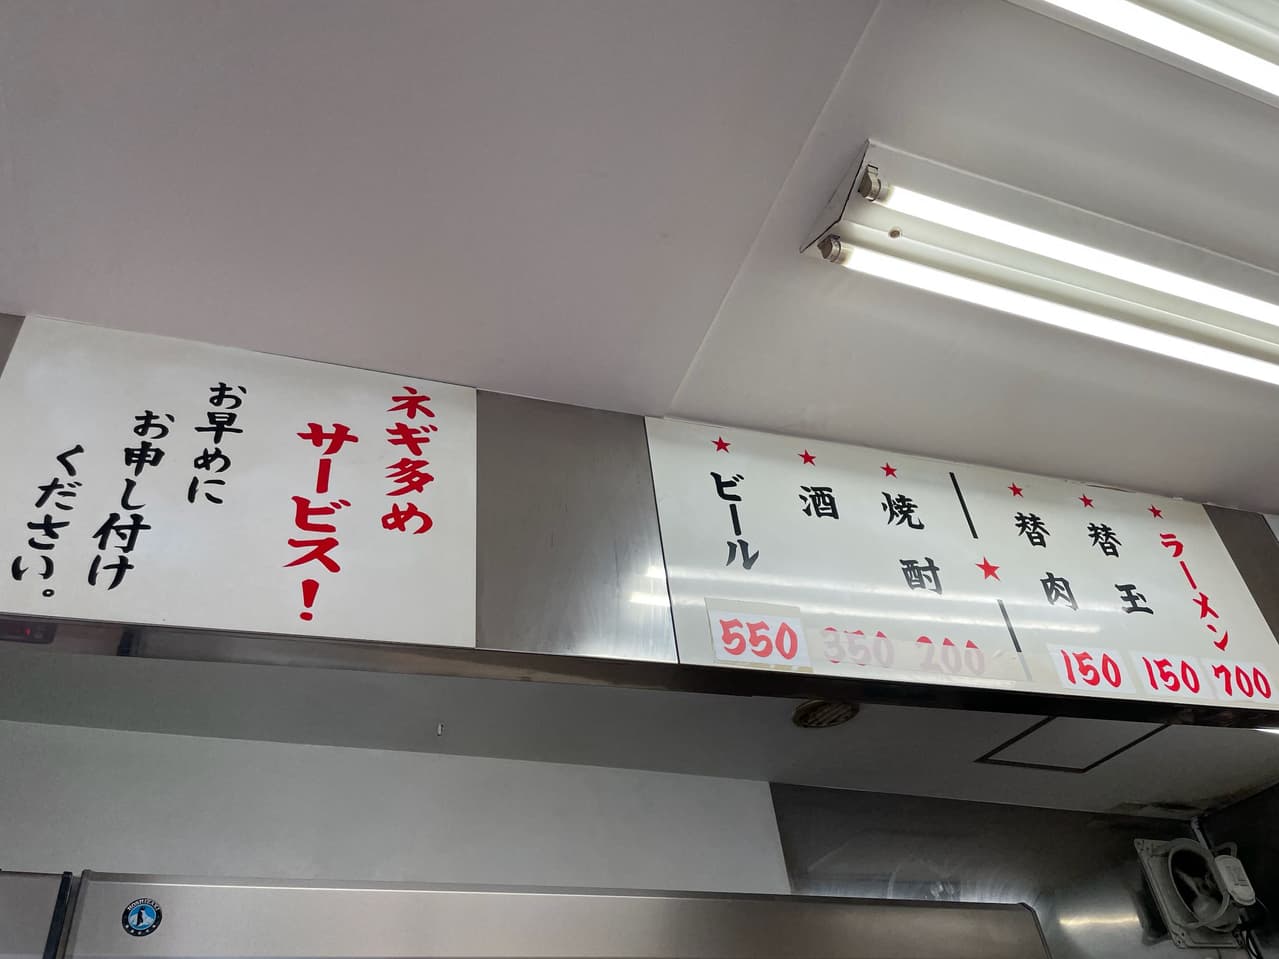 ネギ多め
サービス!
お早めに
お申し付け
ください。
★ラーメン
700
★替玉
150
★替肉
150
★焼酎
200
★酒
350
★ビール
550
HOSHIZAKI